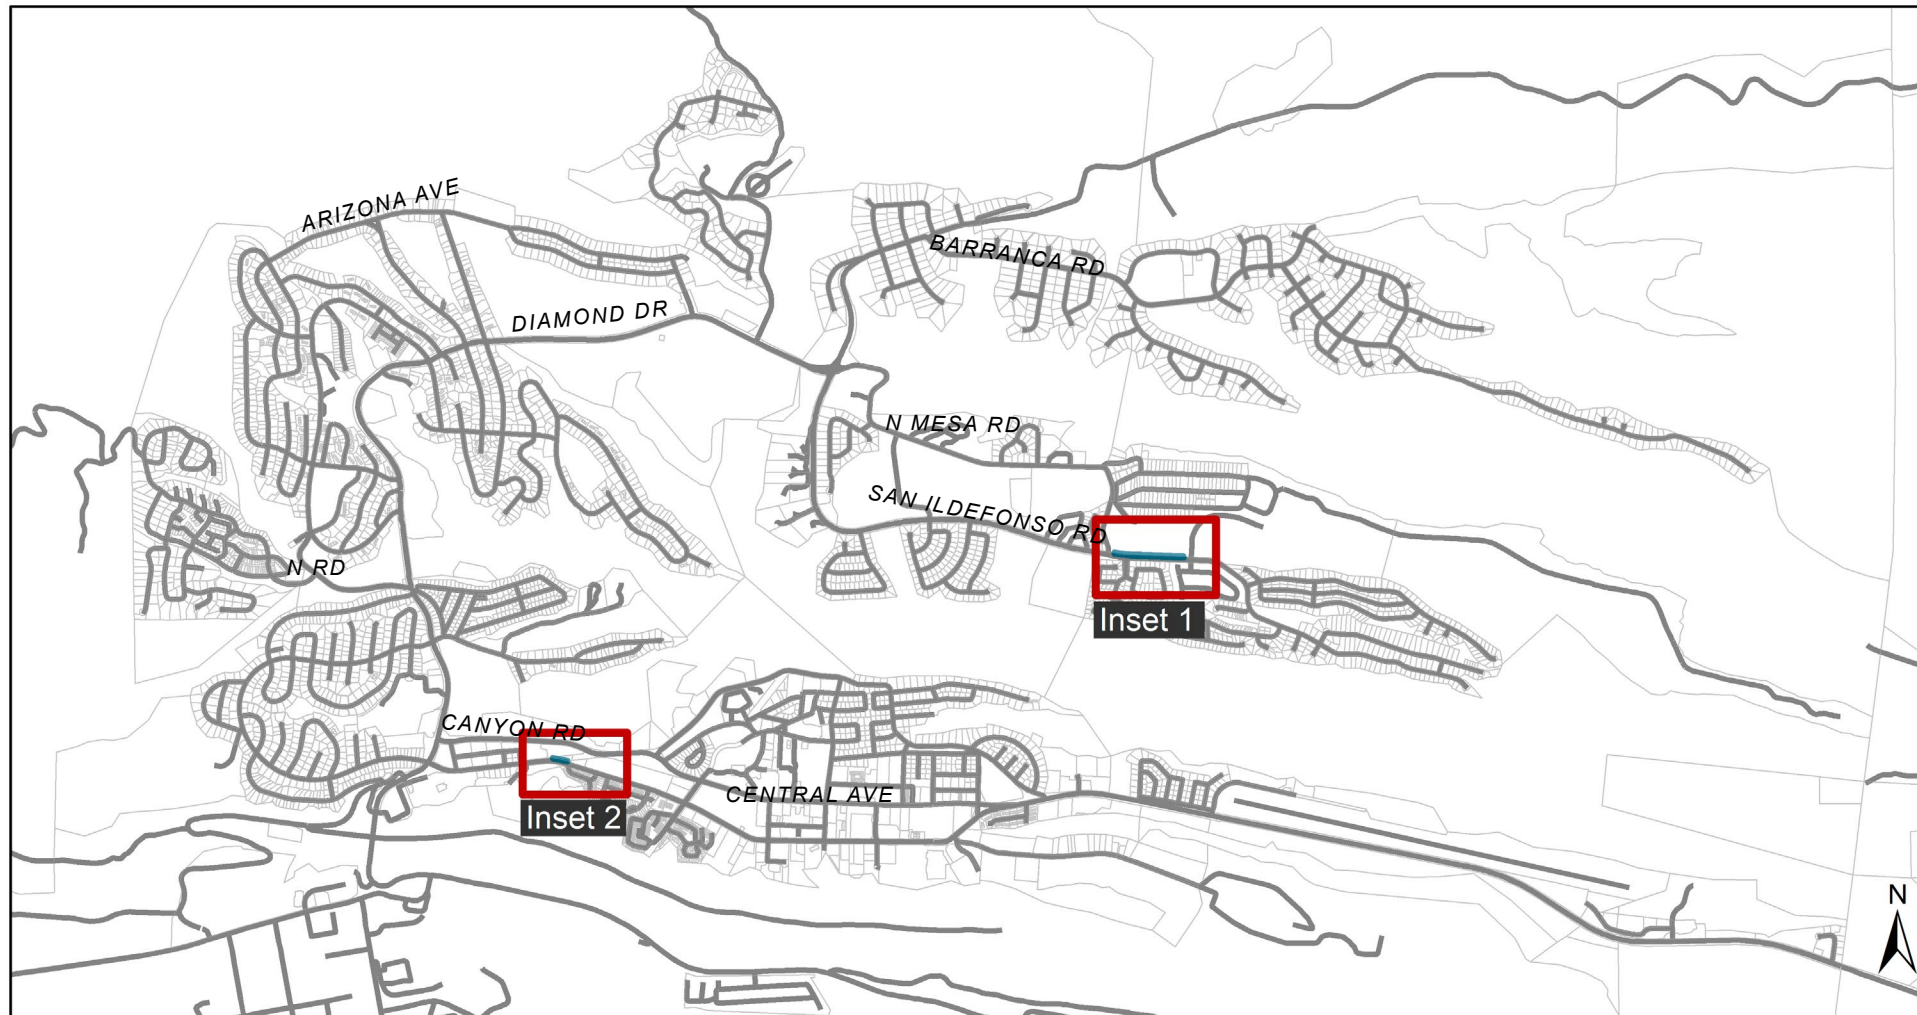 ARIZONA AVE
BARRANCA RD
DIAMOND DR
N MESA RD
SAN ILDEFONSO RD
N RD
Inset 1
CANYON RD
CENTRAL AVE
Inset 2
N